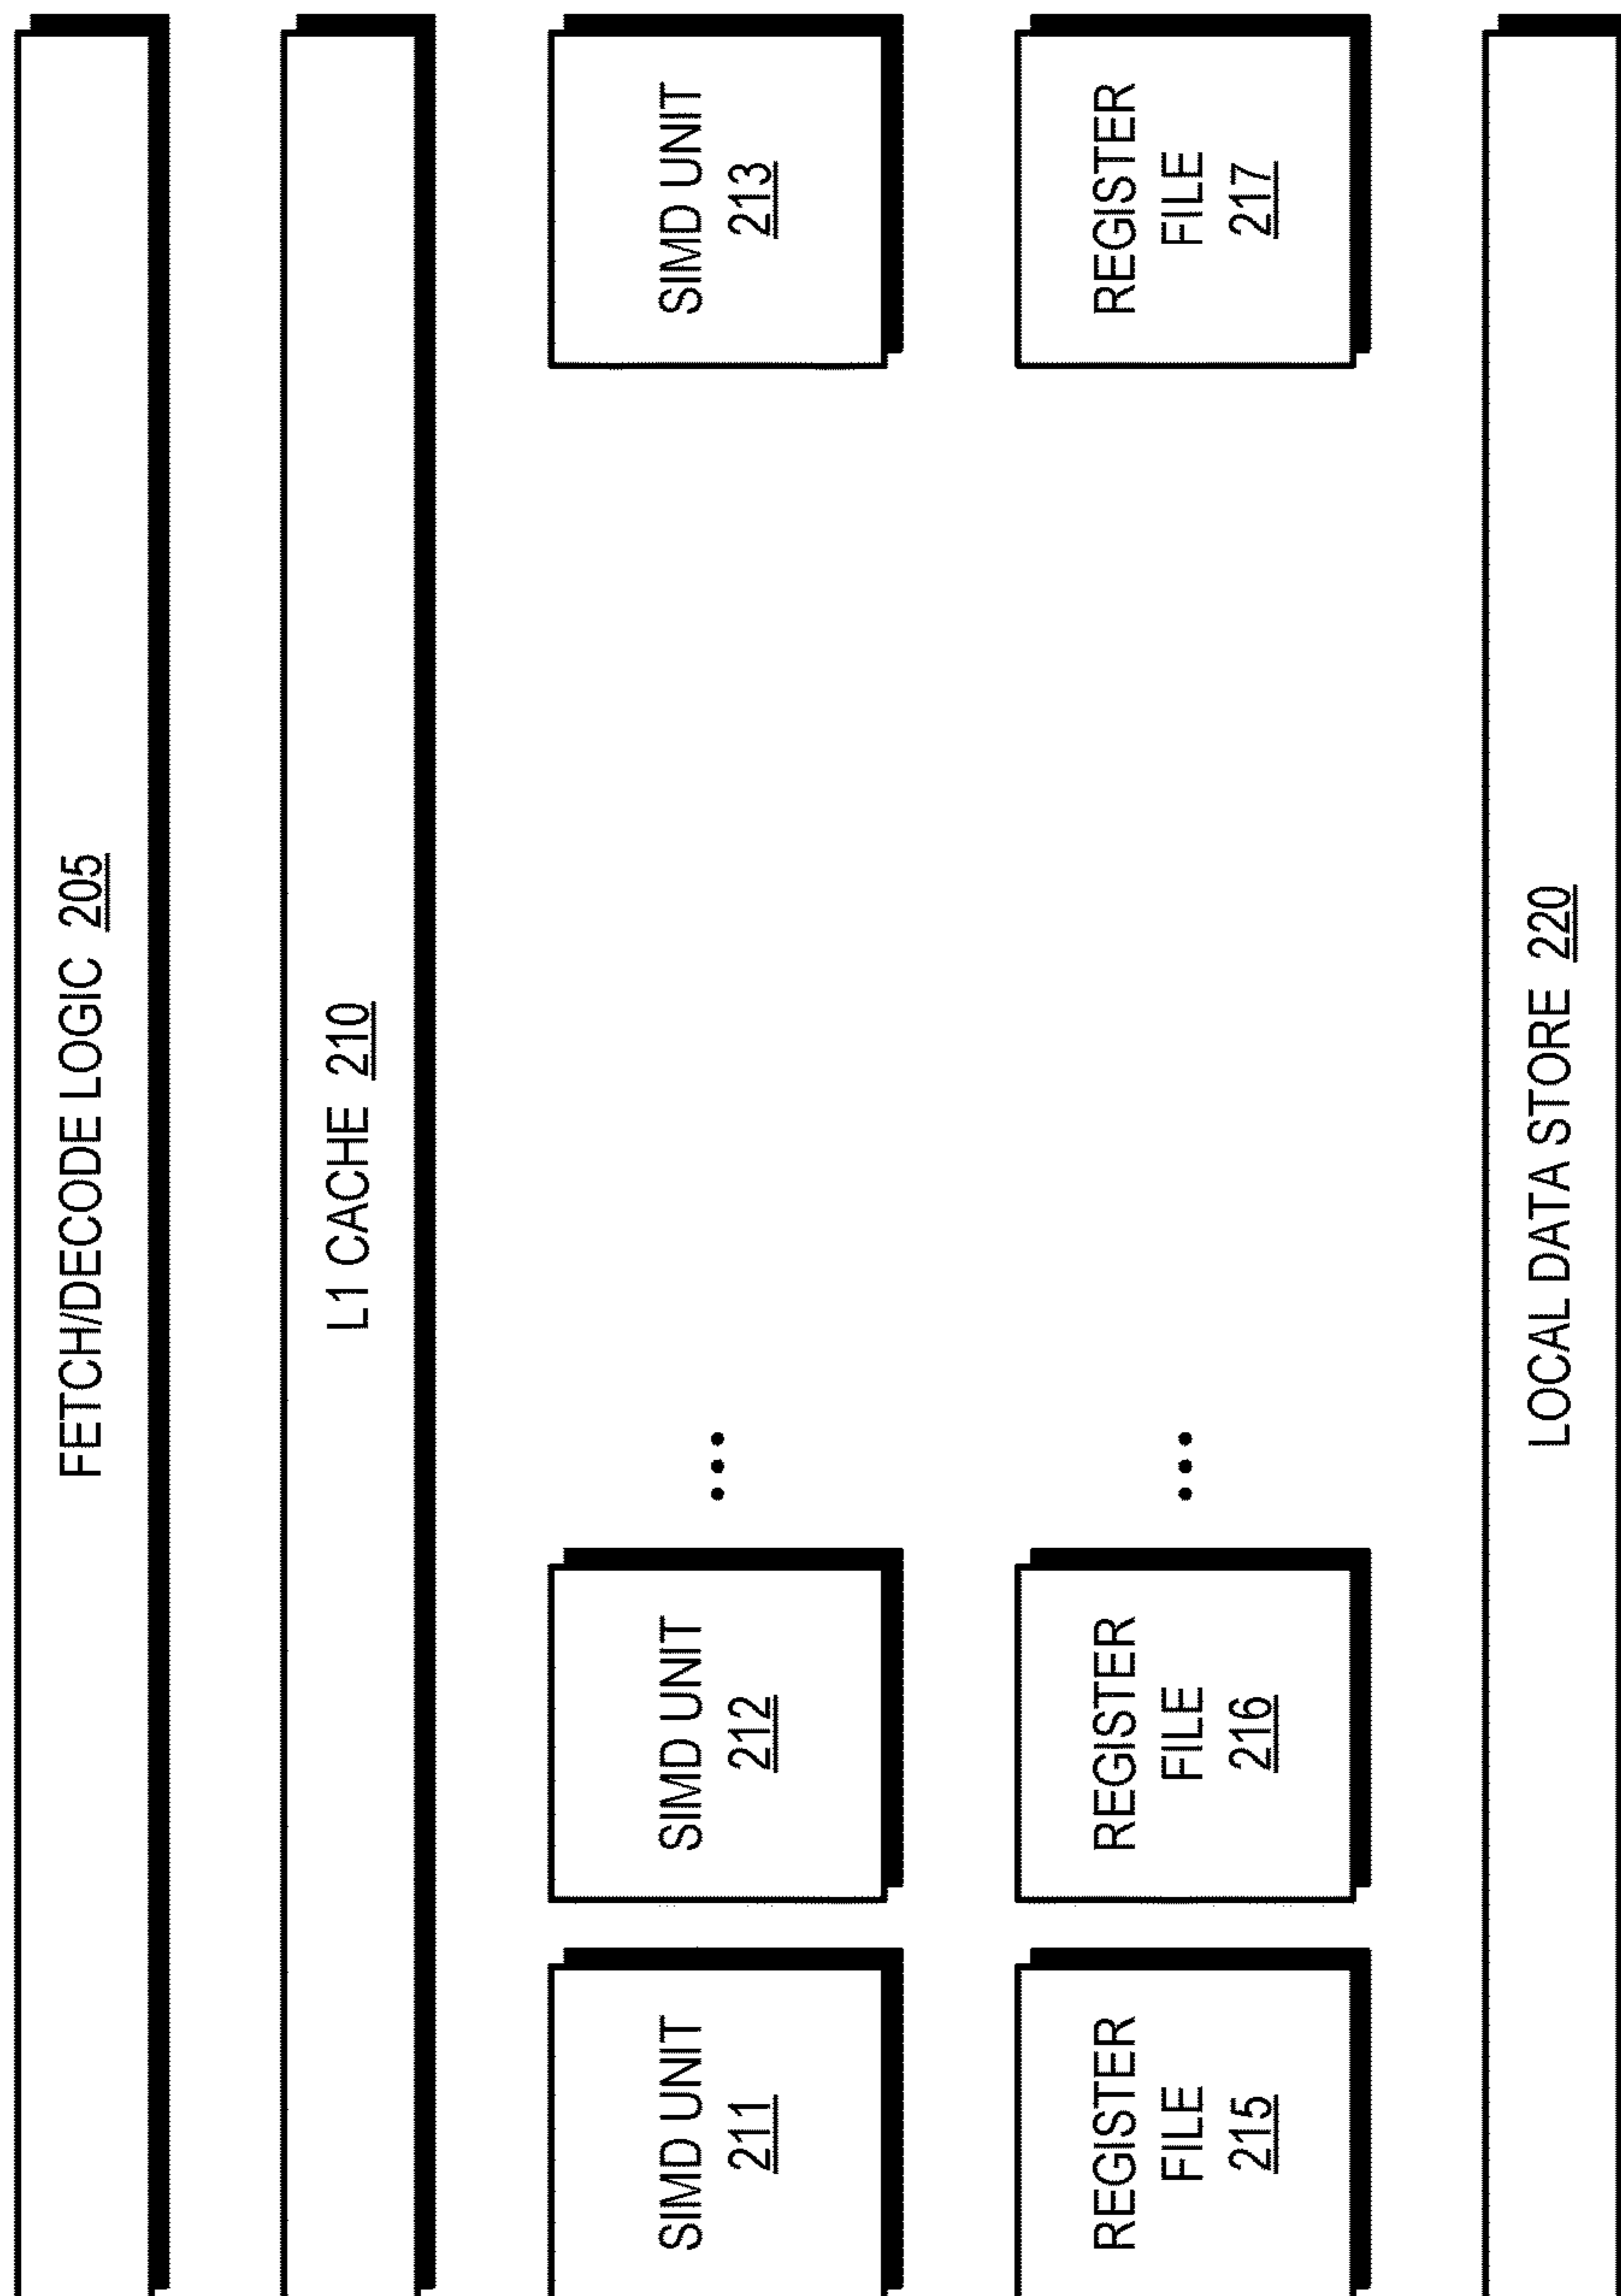 FETCH/DECODE LOGIC 205
L1 CACHE 210
SIMD UNIT
211
SIMD UNIT
212
...
SIMD UNIT
213
REGISTER
FILE
215
REGISTER
FILE
216
...
REGISTER
FILE
217
LOCAL DATA STORE 220